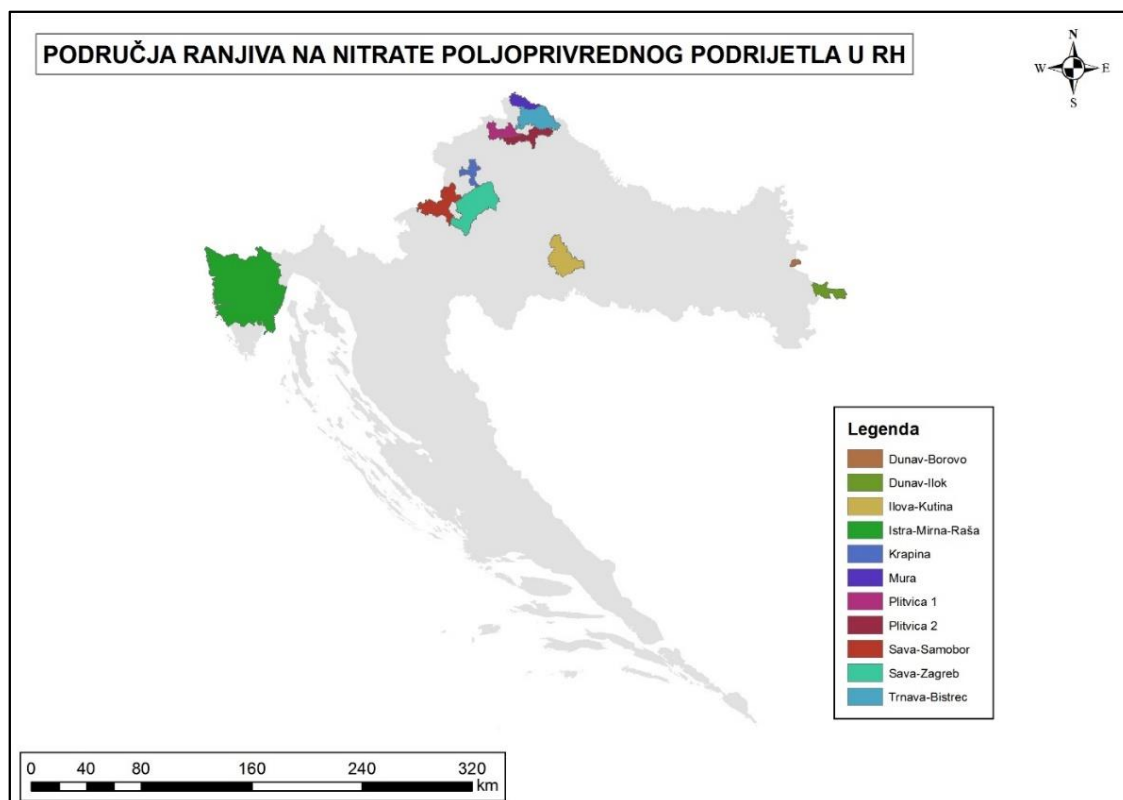 PODRUČJA RANJIVA NA NITRATE POLJOPRIVREDNOG PODRIJETLA U RH
N
W E
S
Legenda
Dunav-Borovo
Dunav-Ilok
Ilova-Kutina
Istra-Mirna-Raša
Krapina
Mura
Plitvica 1
Plitvica 2
Sava-Samobor
Sava-Zagreb
Trnava-Bistrec
0 40 80 160 240 320
km